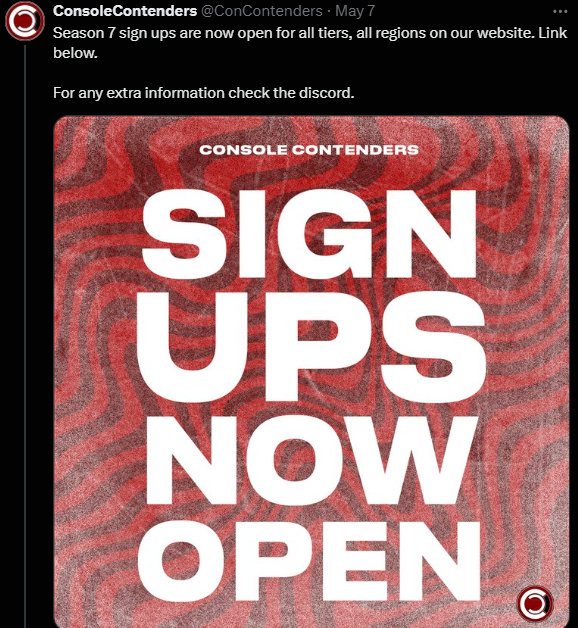 ConsoleContenders @ConContenders · May 7 ...
Season 7 sign ups are now open for all tiers, all regions on our website. Link
below.
For any extra information check the discord.
CONSOLE CONTENDERS
SIGN
UPS
NOW
OPEN